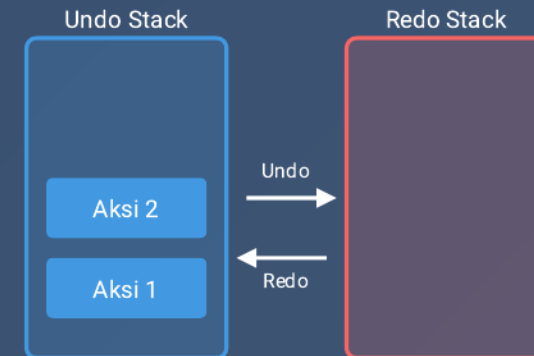 Undo Stack
Redo Stack
Undo
Aksi 2
Redo
Aksi 1